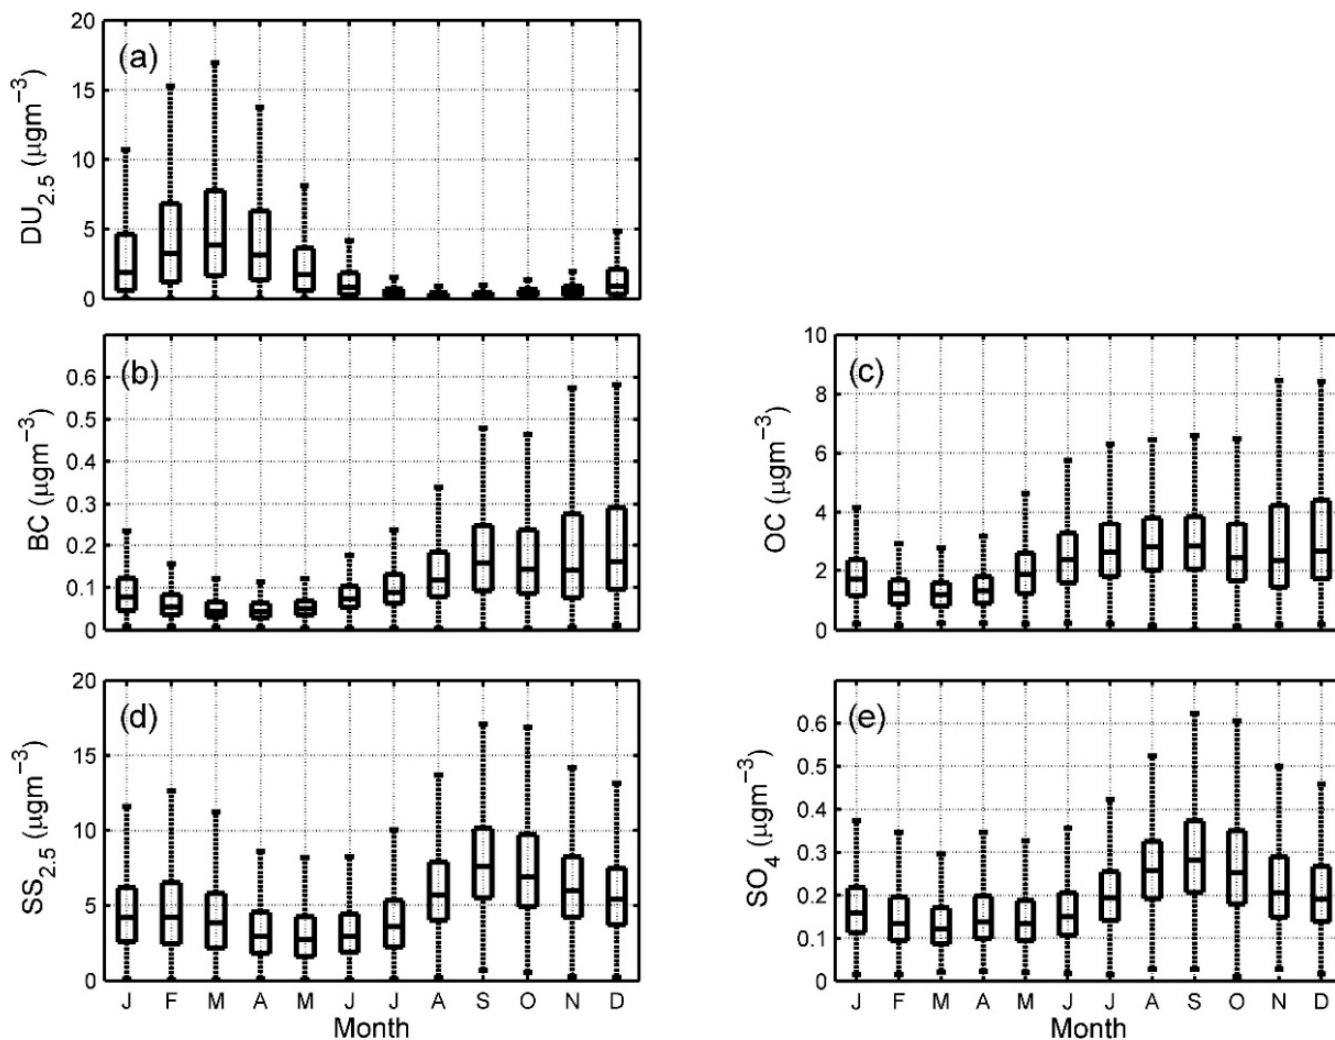 (a)
DU2.5 (μgm−3)
20
15
10
5
0
(b)
BC (μgm−3)
0.6
0.5
0.4
0.3
0.2
0.1
0
(c)
OC (μgm−3)
10
8
6
4
2
0
(d)
SS2.5 (μgm−3)
20
15
10
5
0
J F M A M J J A S O N D
Month
(e)
SO4 (μgm−3)
0.6
0.5
0.4
0.3
0.2
0.1
0
J F M A M J J A S O N D
Month